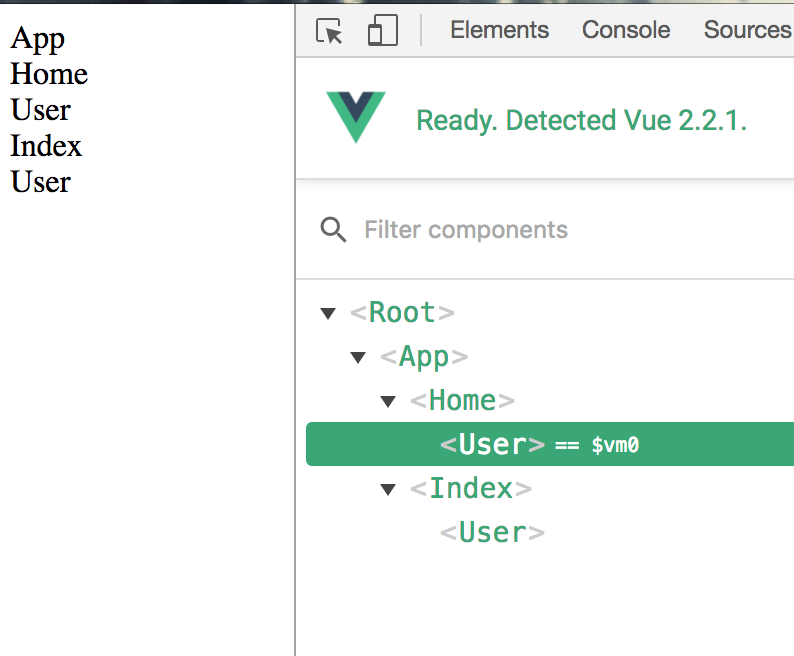 App
Home
User
Index
User
Elements Console Sources
Ready. Detected Vue 2.2.1.
Filter components
<Root>
<App>
<Home>
<User> == $vm0
<Index>
<User>